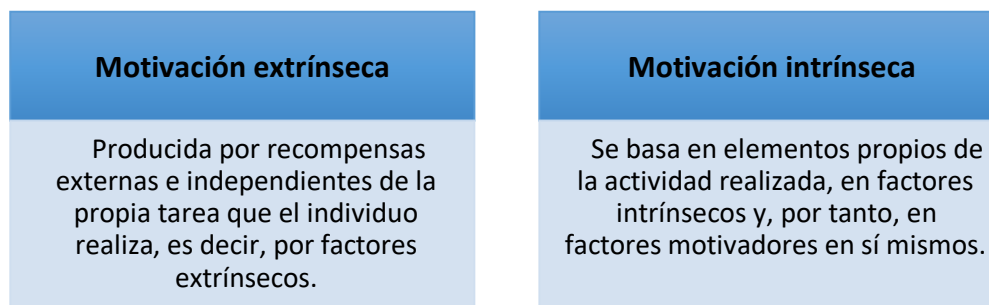 Motivación extrínseca
Producida por recompensas
externas e independientes de la
propia tarea que el individuo
realiza, es decir, por factores
extrínsecos.
Motivación intrínseca
Se basa en elementos propios de
la actividad realizada, en factores
intrínsecos y, por tanto, en
factores motivadores en sí mismos.